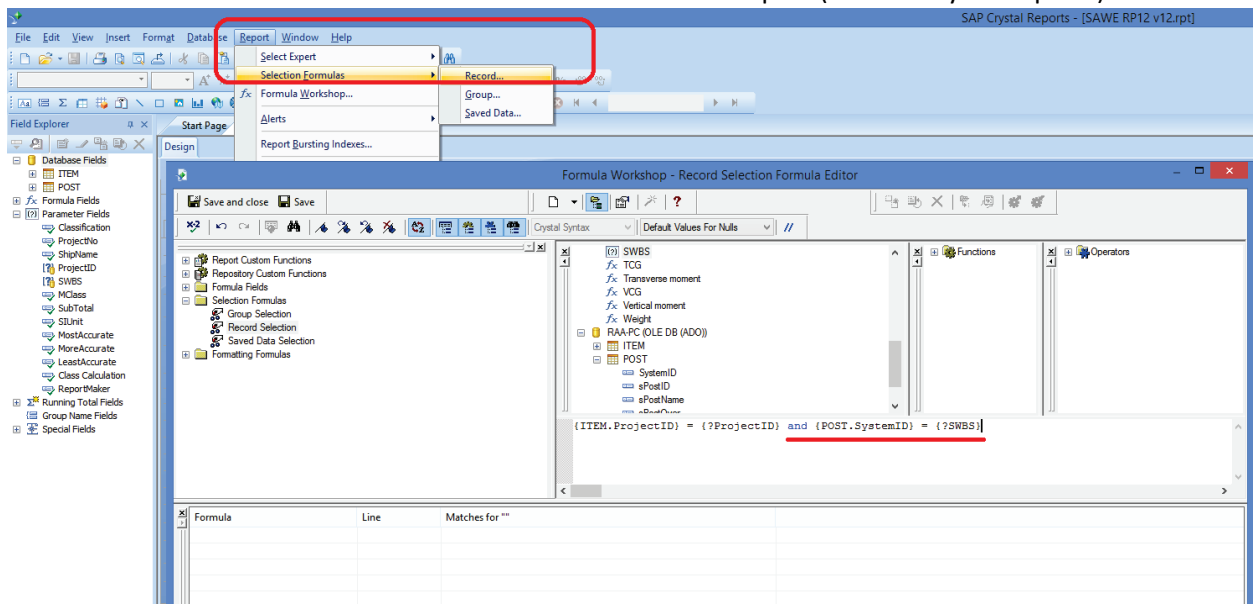 SAP Crystal Reports - [SAWE RP12 v12.rpt]
File Edit View Insert Format Database Report Window Help
Select Expert
Selection Formulas
Record...
Formula Workshop...
Group...
Alerts
Saved Data...
Report Bursting Indexes...
Field Explorer
Start Page
Design
Database Fields
ITEM
POST
Formula Fields
Parameter Fields
Classification
ProjectNo
ShipName
ProjectID
SWBS
MClass
SubTotal
SIUnit
MostAccurate
MoreAccurate
LeastAccurate
Class Calculation
ReportMaker
Running Total Fields
Group Name Fields
Special Fields
Formula Workshop - Record Selection Formula Editor
Save and close Save
Crystal Syntax Default Values For Nulls //
Report Custom Functions
Repository Custom Functions
Formula Fields
Selection Formulas
Group Selection
Record Selection
Saved Data Selection
Formatting Formulas
SWBS
TCG
Transverse moment
VCG
Vertical moment
Weight
RAA-PC (OLE DB (ADO))
ITEM
POST
SystemID
sPostID
sPostName
Functions
Operators
{ITEM.ProjectID} = {?ProjectID} and {POST.SystemID} = {?SWBS}
Formula Line Matches for ""